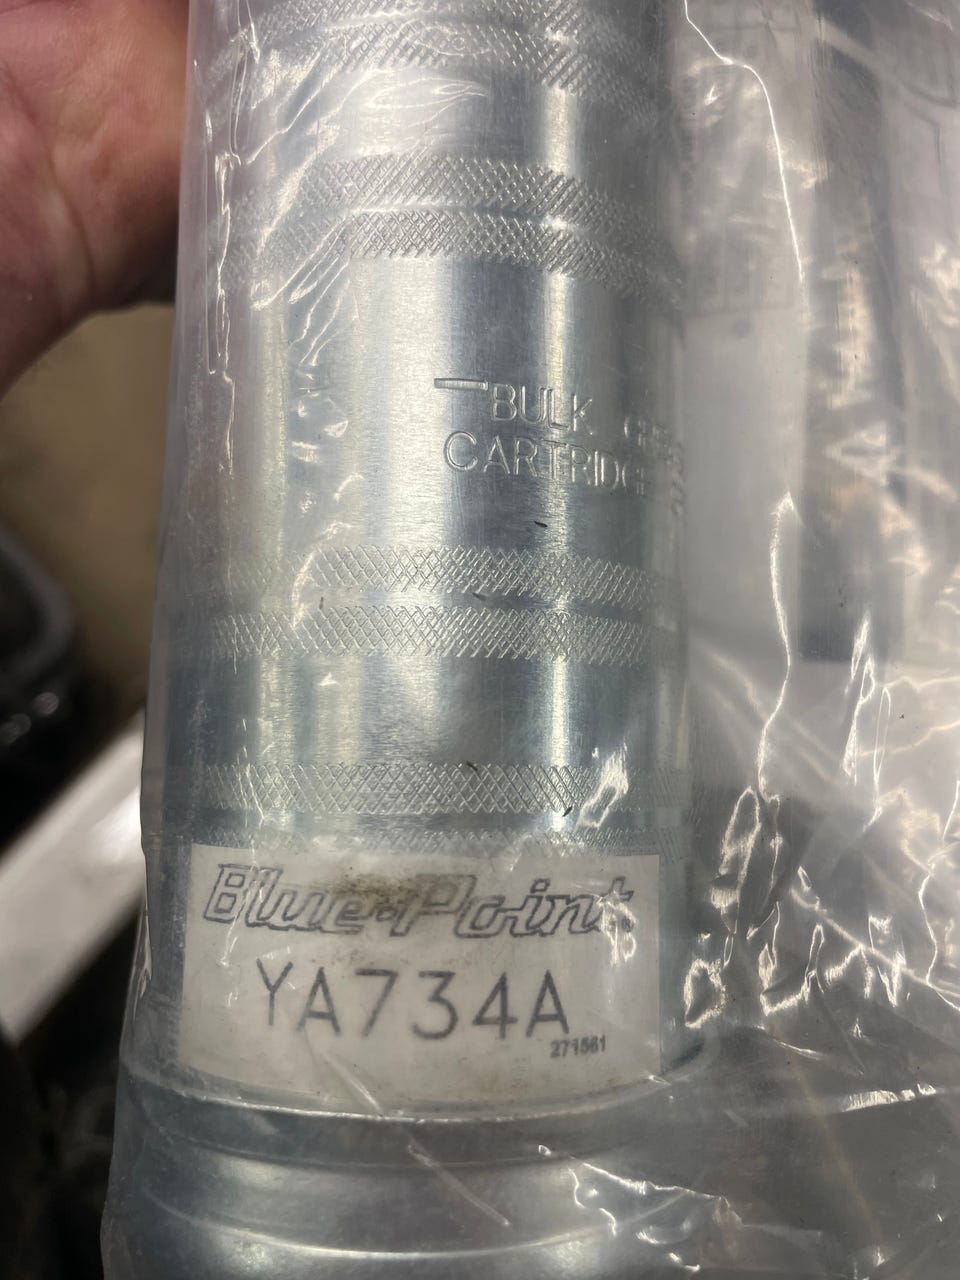 BULK
CARTRIDGE
Blue-Point
YA734A
271561